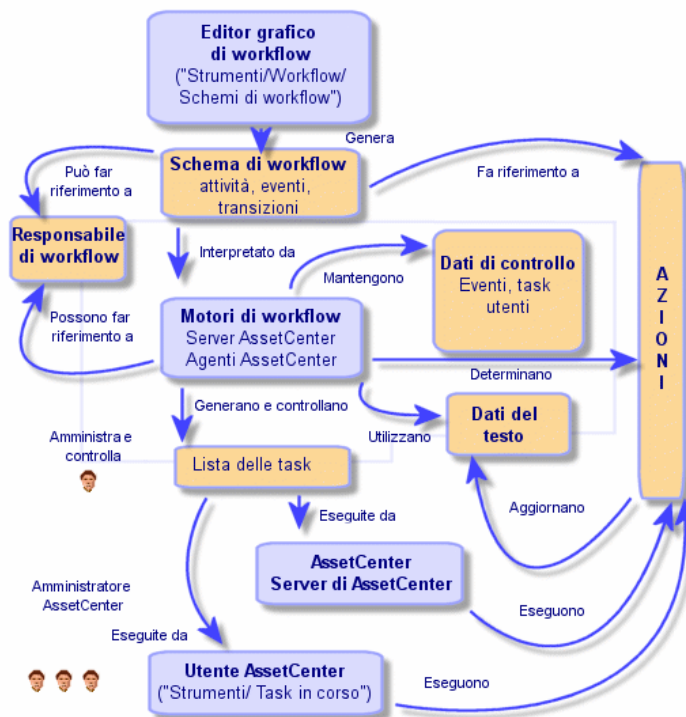 Editor grafico
di workflow
("Strumenti/Workflow/
Schemi di workflow")
Genera
Può far
riferimento a
Schema di workflow
attività, eventi,
transizioni
Fa riferimento a
Responsabile
di workflow
Interpretato da
Mantengono
Dati di controllo
Eventi, task
utenti
A
Z
I
O
N
I
Possono far
riferimento a
Motori di workflow
Server AssetCenter
Agenti AssetCenter
Determinano
Generano e controllano
Utilizzano
Dati del
testo
Amministra e
controlla
Lista delle task
Aggiornano
Eseguite da
AssetCenter
Server di AssetCenter
Amministratore
AssetCenter
Eseguono
Eseguite da
Utente AssetCenter
("Strumenti/ Task in corso")
Eseguono